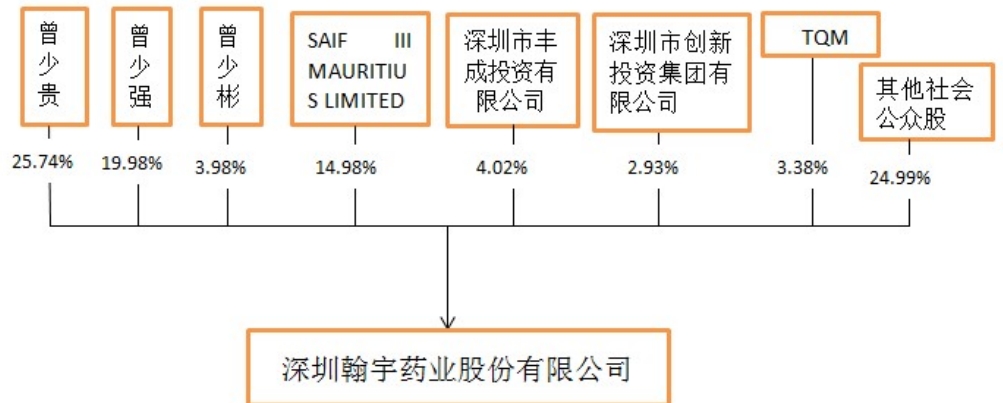 曾少贵
曾少强
曾少彬
SAIF III
MAURITIU
S LIMITED
深圳市丰
成投资有
限公司
深圳市创新
投资集团有
限公司
TQM
其他社会
公众股
25.74%
19.98%
3.98%
14.98%
4.02%
2.93%
3.38%
24.99%
深圳翰宇药业股份有限公司